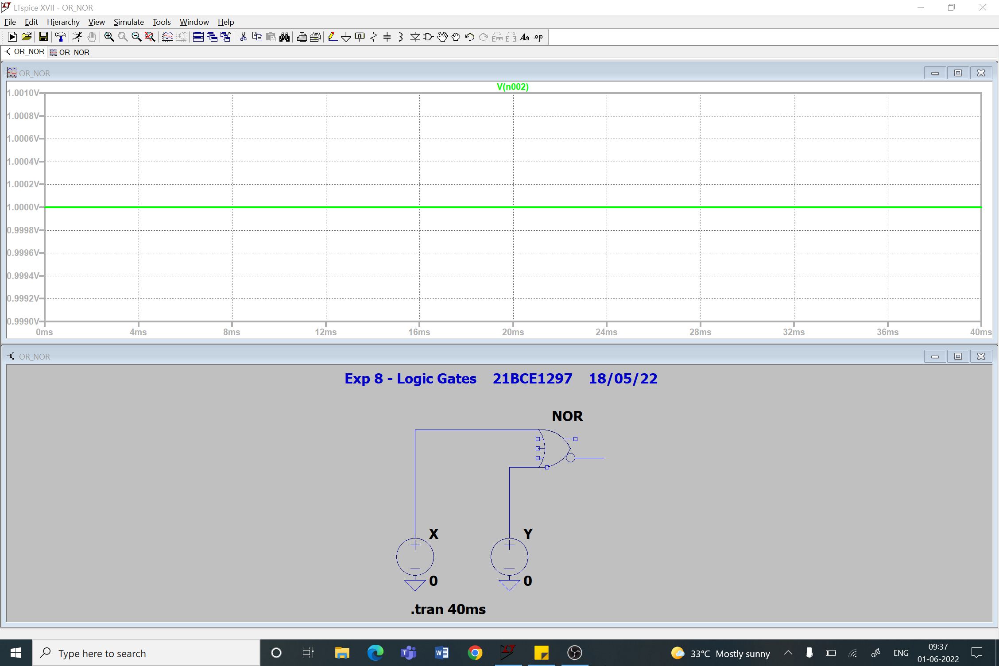 LTspice XVII - OR_NOR
File Edit Hierarchy View Simulate Tools Window Help
OR_NOR OR_NOR
OR_NOR
V(n002)
1.0010V
1.0008V
1.0006V
1.0004V
1.0002V
1.0000V
0.9998V
0.9996V
0.9994V
0.9992V
0.9990V
0ms 4ms 8ms 12ms 16ms 20ms 24ms 28ms 32ms 36ms 40ms
OR_NOR
Exp 8 - Logic Gates 21BCE1297 18/05/22
NOR
X Y
0 0
.tran 40ms
Type here to search
33°C Mostly sunny
ENG
09:37
01-06-2022